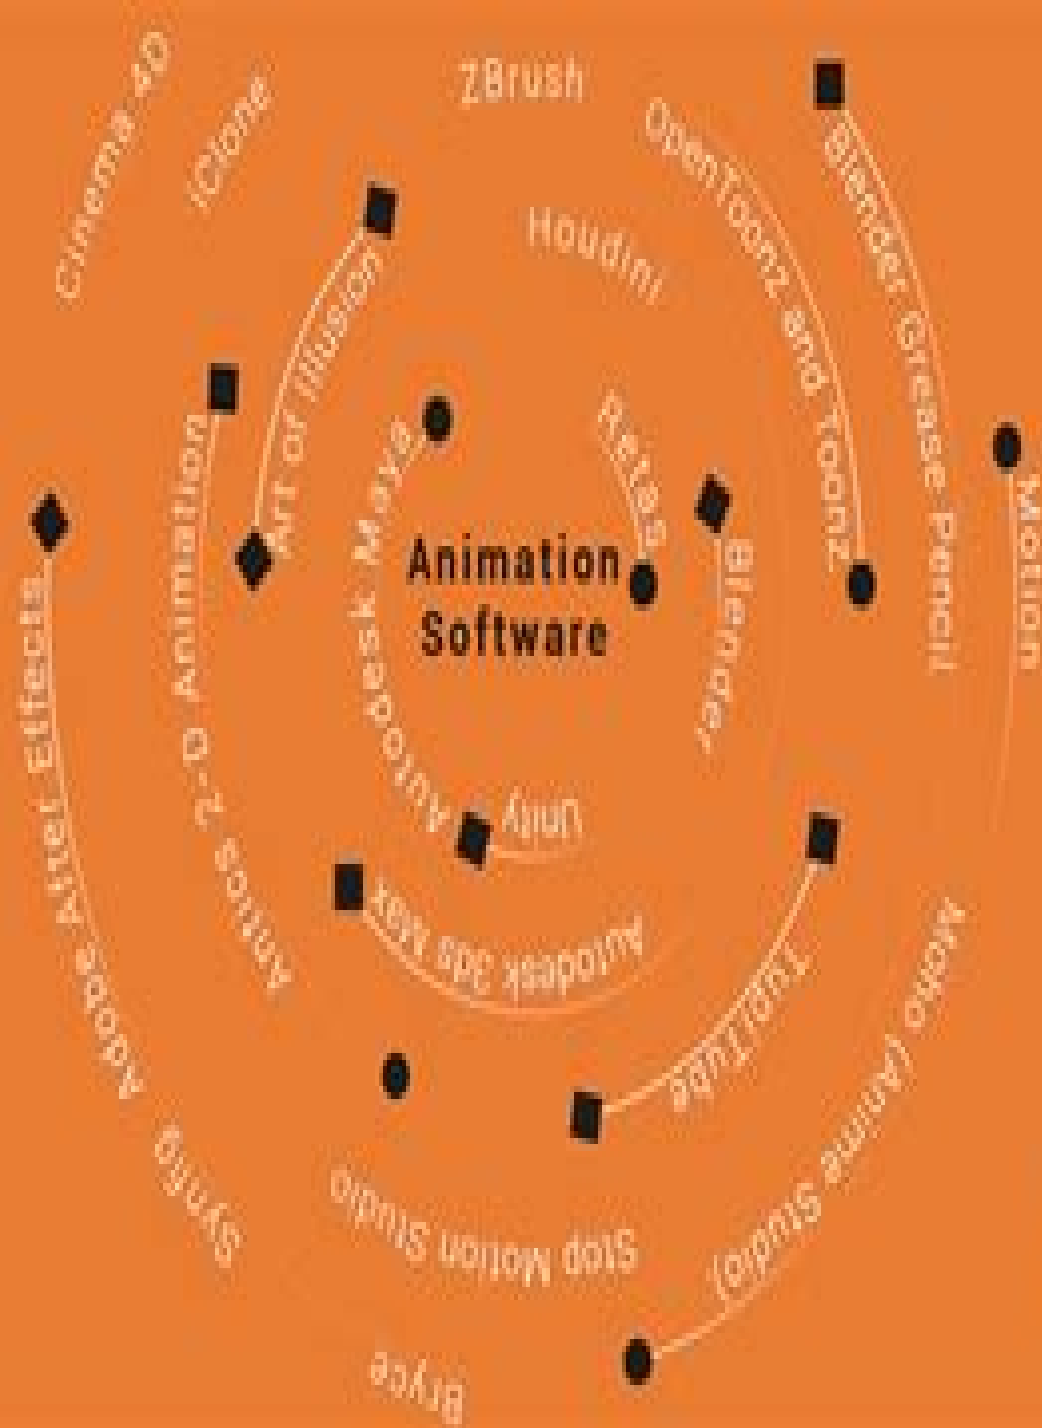 Cinema 4D
iClone
ZBrush
OpenToonz and Toonz
Blender Grease Pencil
Houdini
Art of Illusion
Retas
Autodesk Maya
Motion
Animation
Software
Blender
Antics 2-D Animation
Adobe After Effects
Unity
Autodesk 3ds Max
TupiTube
Moho (Anime Studio)
Synfig
Stop Motion Studio
Bryce